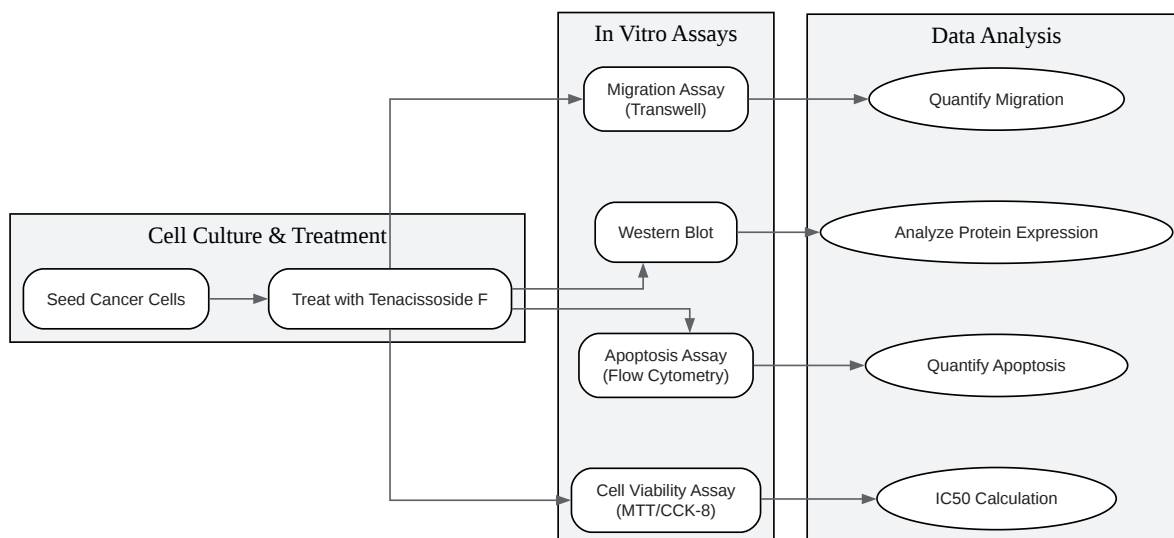 Cell Culture & Treatment
Seed Cancer Cells
Treat with Tenacissoside F
In Vitro Assays
Migration Assay
(Transwell)
Western Blot
Apoptosis Assay
(Flow Cytometry)
Cell Viability Assay
(MTT/CCK-8)
Data Analysis
Quantify Migration
Analyze Protein Expression
Quantify Apoptosis
IC50 Calculation